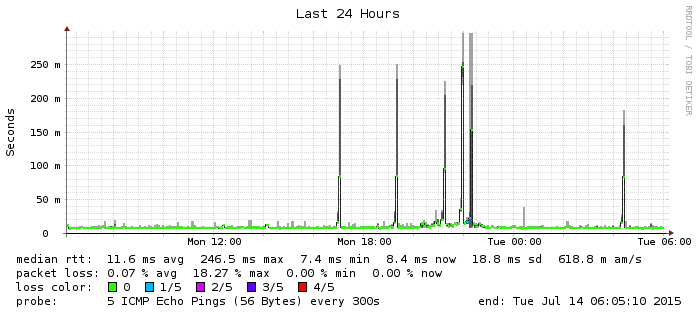 Last 24 Hours
RRDTOOL / TOBI OETIKER
Seconds
250 m
200 m
150 m
100 m
50 m
0
Mon 12:00 Mon 18:00 Tue 00:00 Tue 06:00
median rtt: 11.6 ms avg 246.5 ms max 7.4 ms min 8.4 ms now 18.8 ms sd 618.8 m am/s
packet loss: 0.07 % avg 18.27 % max 0.00 % min 0.00 % now
loss color: 0 1/5 2/5 3/5 4/5
probe: 5 ICMP Echo Pings (56 Bytes) every 300s end: Tue Jul 14 06:05:10 2015